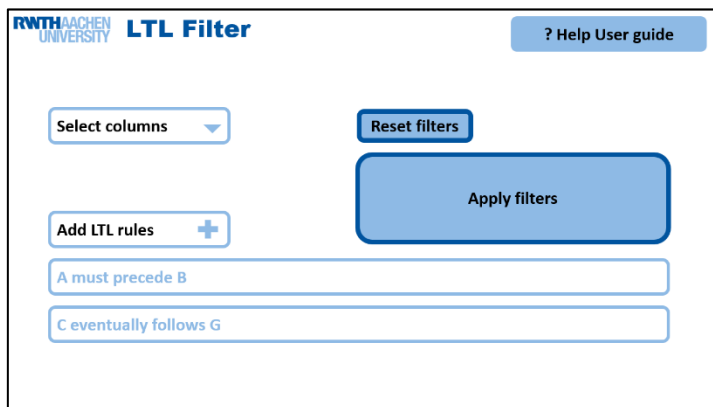 RWTHAACHEN
UNIVERSITY
LTL Filter
? Help User guide
Select columns
Reset filters
Apply filters
Add LTL rules
A must precede B
C eventually follows G